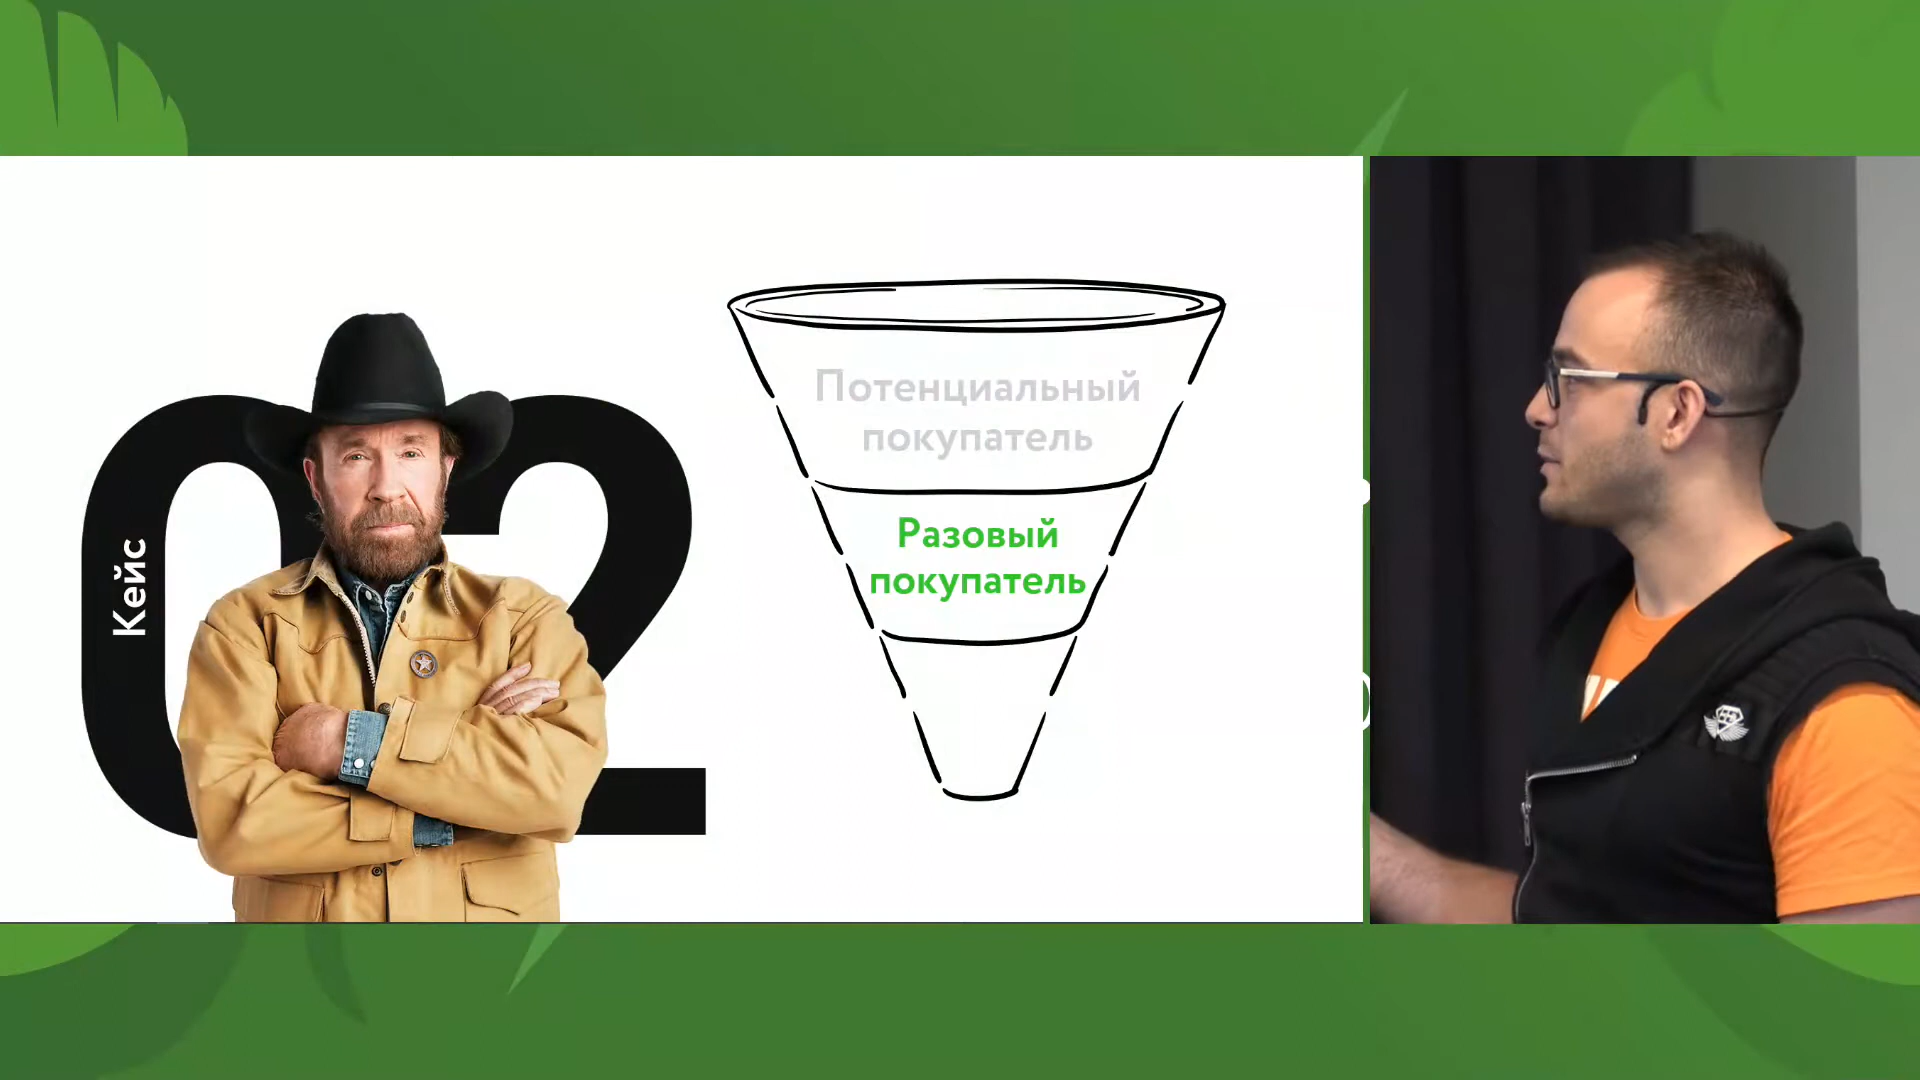 Кейс
02
Потенциальный
покупатель
Разовый
покупатель